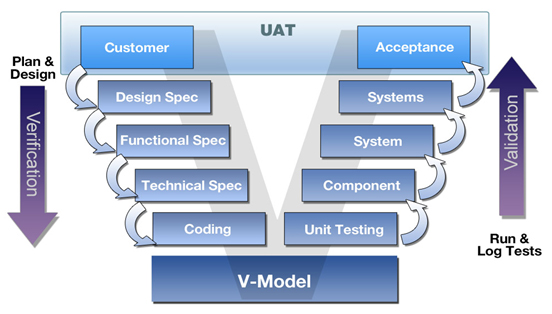 UAT
Customer
Acceptance
Plan &
& Design
Verification
Design Spec
Functional Spec
Technical Spec
Coding
Systems
System
Component
Unit Testing
Validation
Run &
Log Tests
V-Model